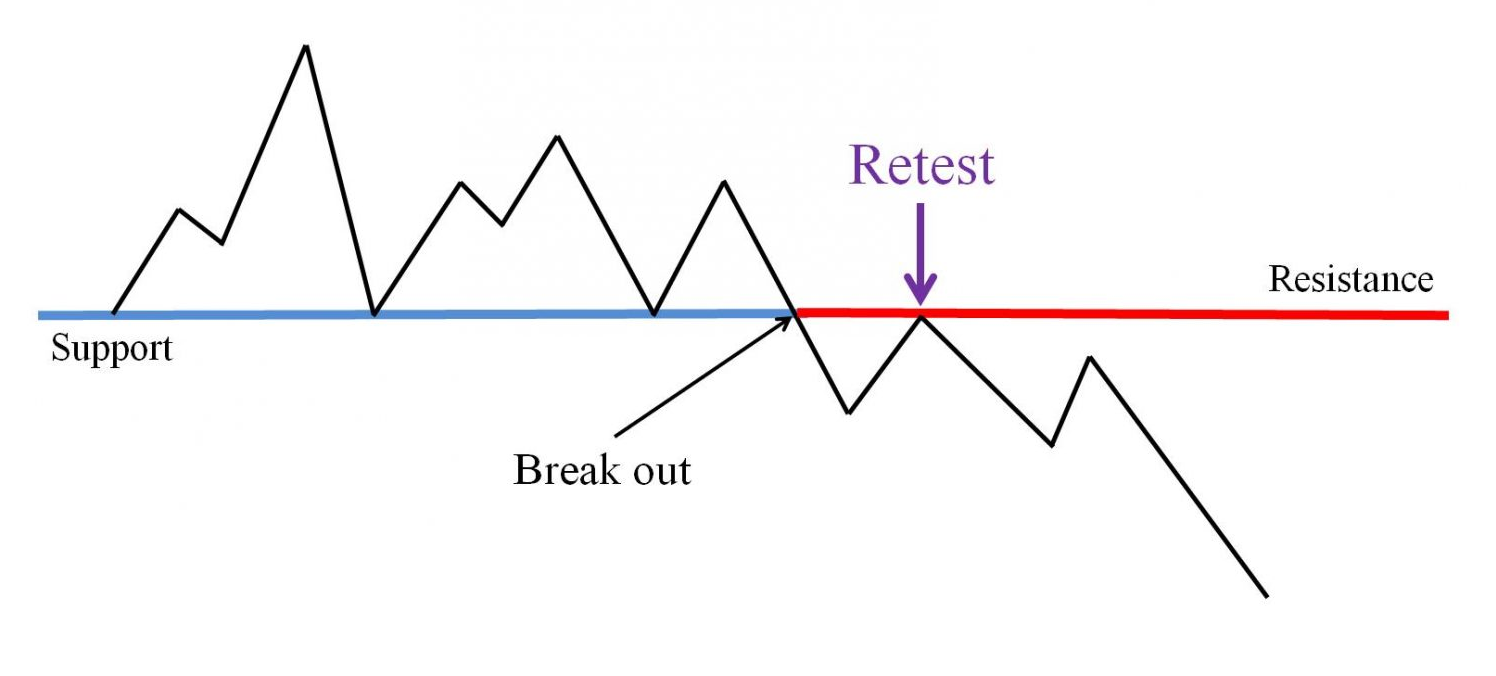 Retest
Resistance
Support
Break out